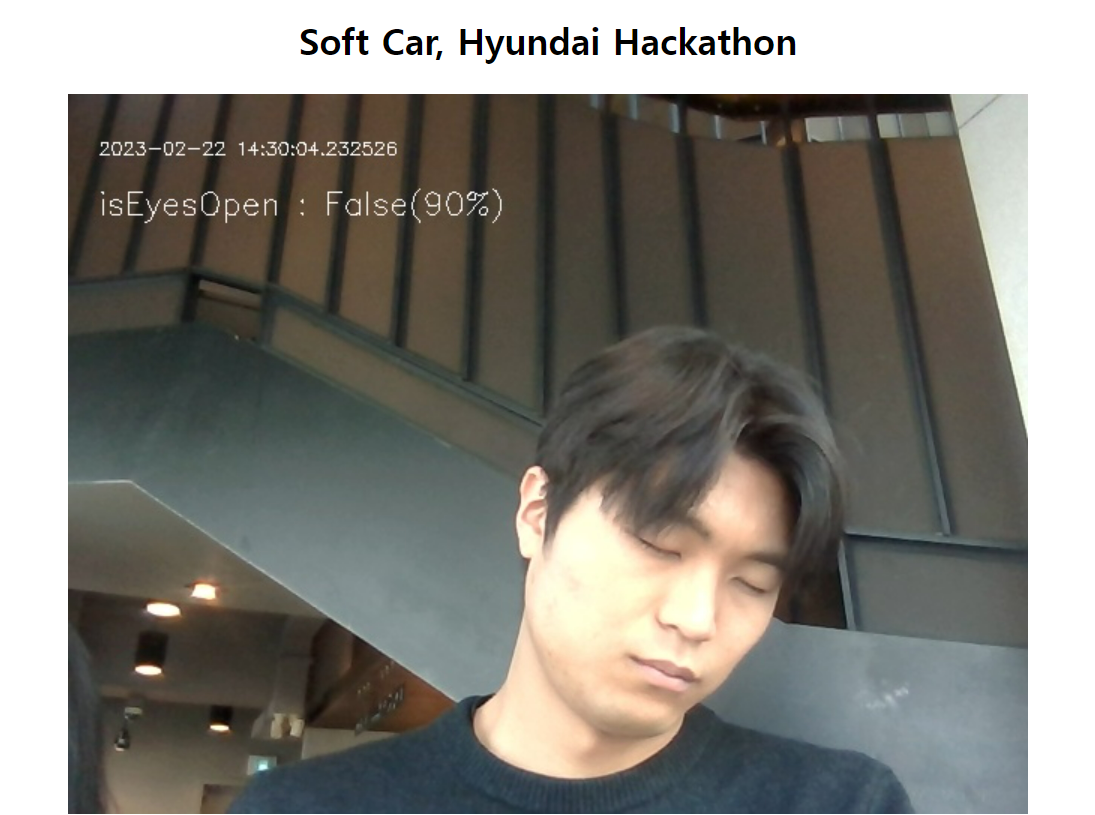 Soft Car, Hyundai Hackathon
2023-02-22 14:30:04.232526
isEyesOpen : False(90%)